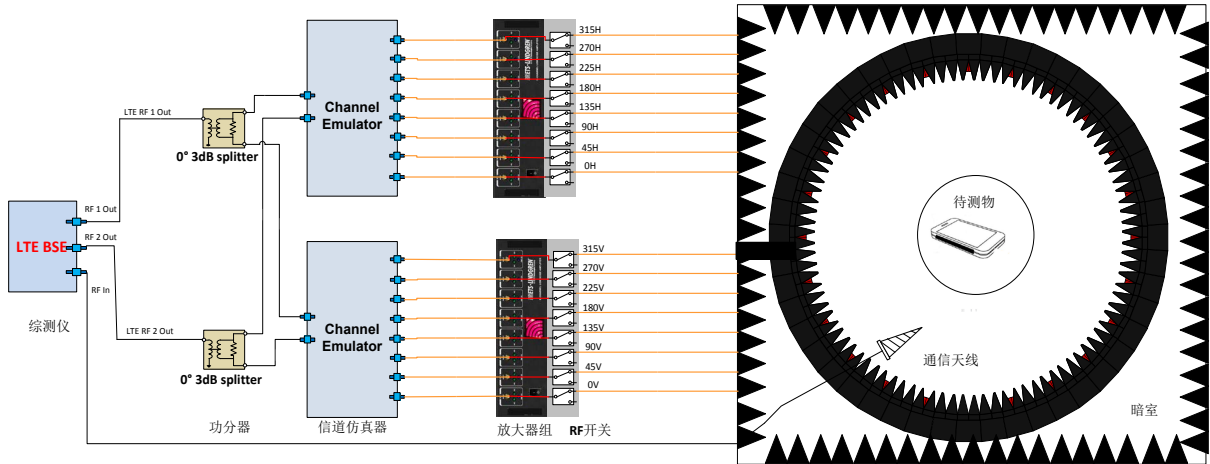 LTE BSE
RF 1 Out
RF 2 Out
RF In
综测仪
LTE RF 1 Out
0° 3dB splitter
LTE RF 2 Out
0° 3dB splitter
功分器
Channel
Emulator
Channel
Emulator
信道仿真器
315H
270H
225H
180H
135H
90H
45H
0H
315V
270V
225V
180V
135V
90V
45V
0V
放大器组
RF开关
待测物
通信天线
暗室